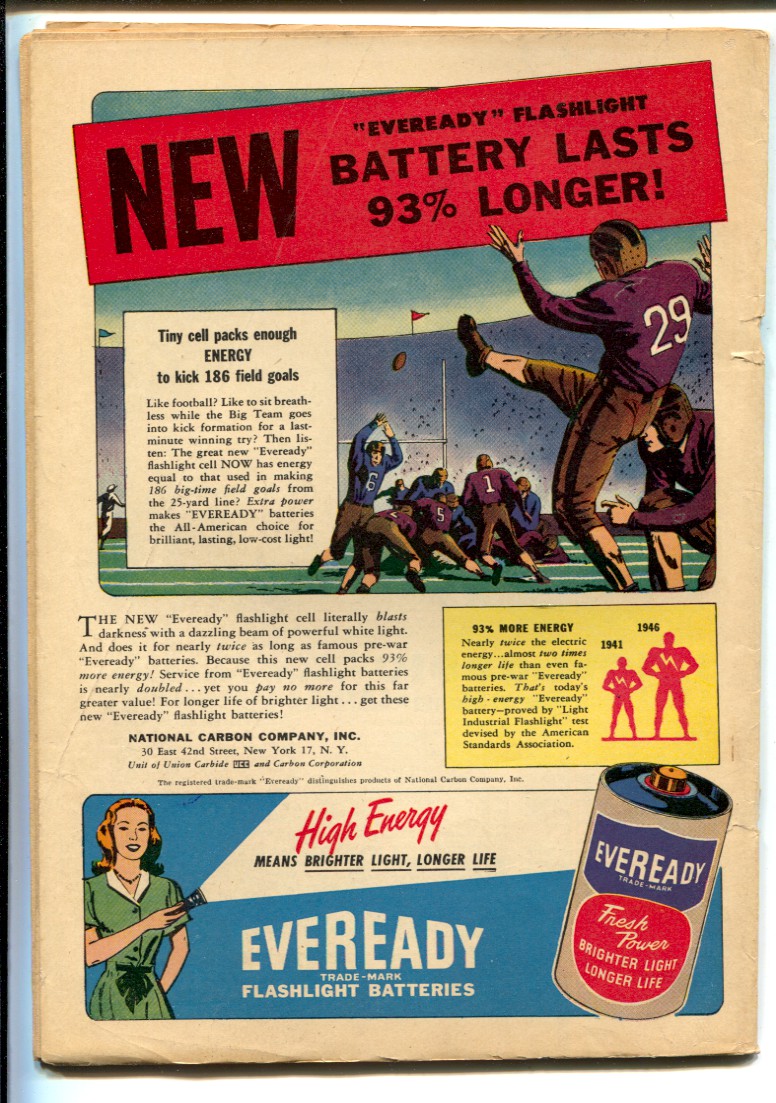 NEW
"EVEREADY" FLASHLIGHT
BATTERY LASTS
93% LONGER!
Tiny cell packs enough
ENERGY
to kick 186 field goals
Like football? Like to sit breath-
less while the Big Team goes
into kick formation for a last-
minute winning try? Then lis-
ten: The great new "Eveready"
flashlight cell NOW has energy
equal to that used in making
186 big-time field goals from
the 25-yard line? Extra power
makes "EVEREADY" batteries
the All-American choice for
brilliant, lasting, low-cost light!
29
6
5
1
THE NEW "Eveready" flashlight cell literally blasts
darkness with a dazzling beam of powerful white light.
And does it for nearly twice as long as famous pre-war
"Eveready" batteries. Because this new cell packs 93%
more energy! Service from "Eveready" flashlight batteries
is nearly doubled...yet you pay no more for this far
greater value! For longer life of brighter light...get these
new "Eveready" flashlight batteries!
NATIONAL CARBON COMPANY, INC.
30 East 42nd Street, New York 17, N. Y.
Unit of Union Carbide UCC and Carbon Corporation
93% MORE ENERGY
Nearly twice the electric
energy...almost two times
longer life than even fa-
mous pre-war "Eveready"
batteries. That's today's
high-energy "Eveready"
battery—proved by "Light
Industrial Flashlight" test
devised by the American
Standards Association.
1941
1946
The registered trade-mark "Eveready" distinguishes products of National Carbon Company, Inc.
High Energy
MEANS BRIGHTER LIGHT, LONGER LIFE
EVEREADY
TRADE-MARK
FLASHLIGHT BATTERIES
EVEREADY
TRADE-MARK
Fresh
Power
BRIGHTER LIGHT
LONGER LIFE